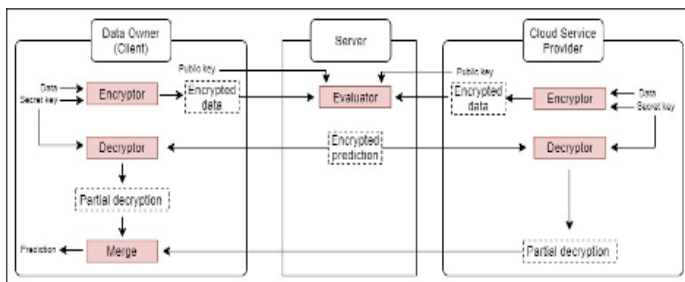 Data Owner
(Client)
Server
Cloud Service
Provider
Public key
Public key
Data
Secret key
Encryptor
Encrypted
data
Evaluator
Encrypted
data
Encryptor
Data
Secret key
Decryptor
Encrypted
prediction
Decryptor
Partial decryption
Prediction
Merge
Partial decryption